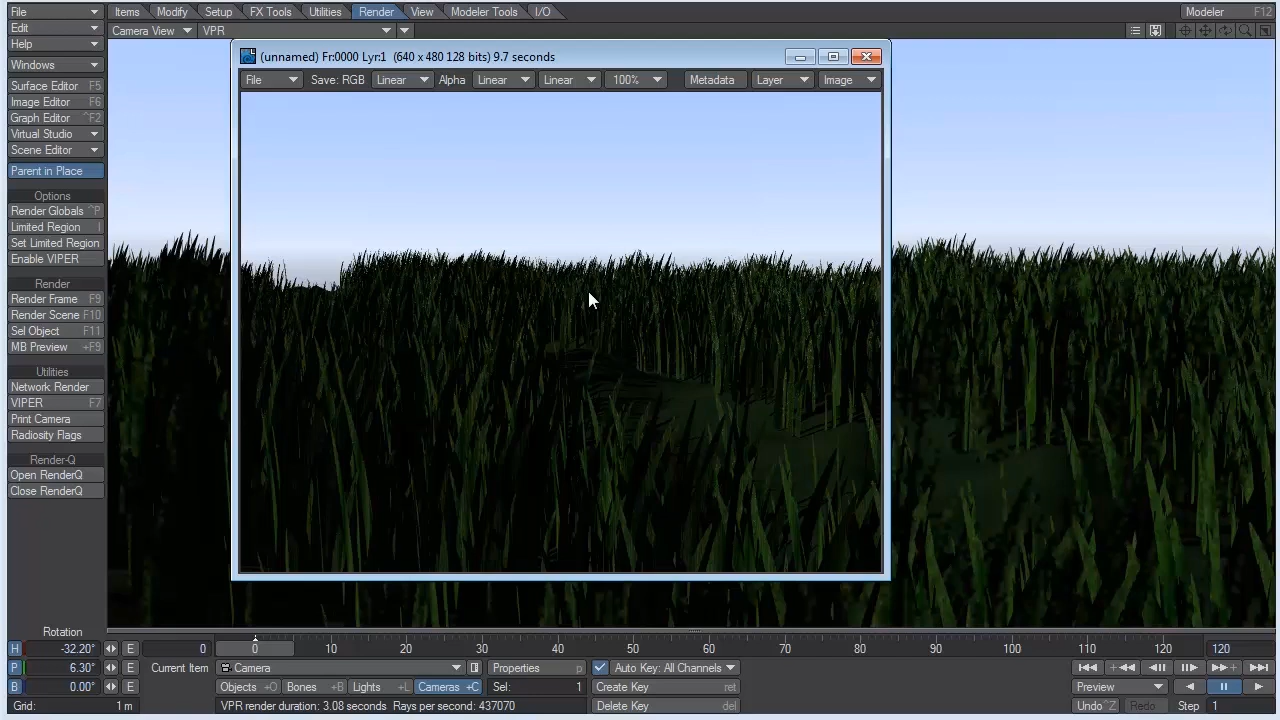 File Items Modify Setup FX Tools Utilities Render View Modeler Tools I/O Modeler F12
Edit Camera View VPR
Help
Windows
Surface Editor F5
Image Editor F6
Graph Editor ^F2
Virtual Studio
Scene Editor
Parent in Place
Options
Render Globals ^P
Limited Region l
Set Limited Region
Enable VIPER
Render
Render Frame F9
Render Scene F10
Sel Object F11
MB Preview +F9
Utilities
Network Render
VIPER F7
Print Camera
Radiosity Flags
Render-Q
Open RenderQ
Close RenderQ
(unnamed) Fr:0000 Lyr:1 (640 x 480 128 bits) 9.7 seconds
File Save: RGB Linear Alpha Linear Linear 100% Metadata Layer Image
Rotation
H -32.20° E 0 0 10 20 30 40 50 60 70 80 90 100 110 120 120
P 6.30° E Current Item Camera Properties p Auto Key: All Channels
B 0.00° E Objects +O Bones +B Lights +L Cameras +C Sel: 1 Create Key ret Preview
Grid: 1 m VPR render duration: 3.08 seconds Rays per second: 437070 Delete Key del Undo ^Z Redo Step 1